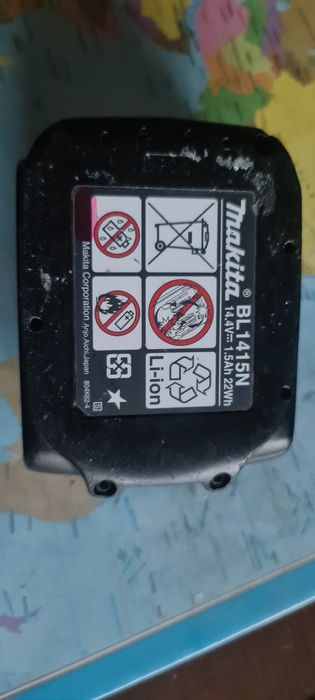 makita®
BL1415N
14.4V 1.5Ah 22Wh
Li-ion
Makita Corporation Anjo, Aichi, Japan